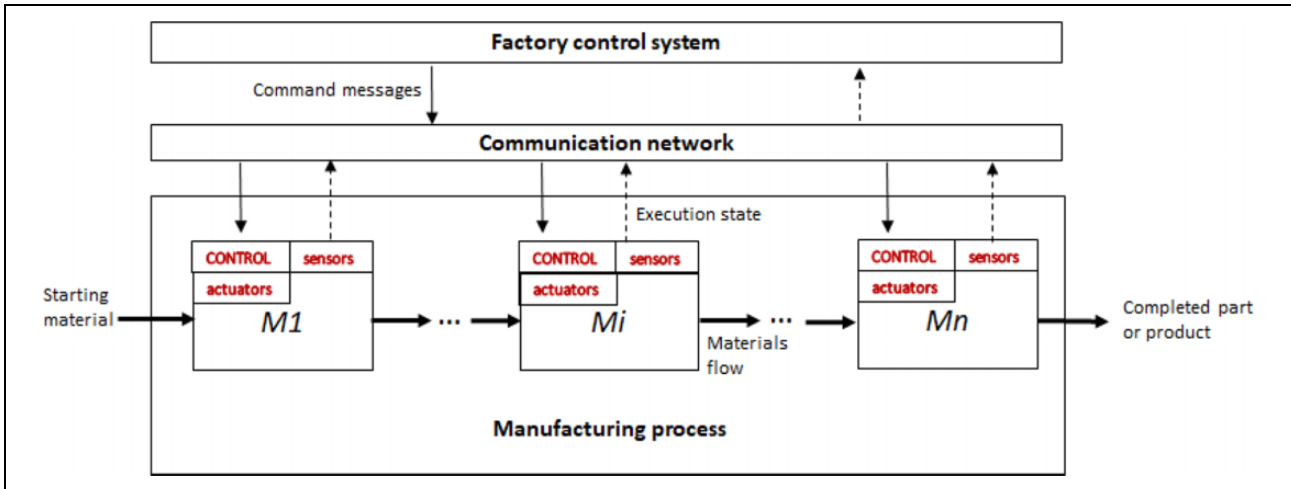 Factory control system
Command messages
Communication network
Execution state
CONTROL sensors
actuators
M1
CONTROL sensors
actuators
Mi
CONTROL sensors
actuators
Mn
Starting
material
...
...
Materials
flow
Completed part
or product
Manufacturing process